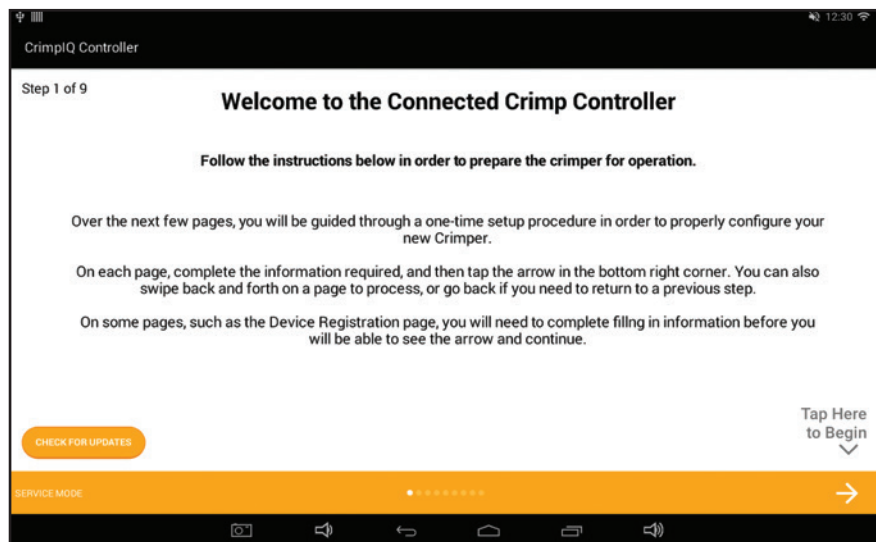 12:30
CrimpIQ Controller
Step 1 of 9
Welcome to the Connected Crimp Controller
Follow the instructions below in order to prepare the crimper for operation.
Over the next few pages, you will be guided through a one-time setup procedure in order to properly configure your
new Crimper.
On each page, complete the information required, and then tap the arrow in the bottom right corner. You can also
swipe back and forth on a page to process, or go back if you need to return to a previous step.
On some pages, such as the Device Registration page, you will need to complete fillng in information before you
will be able to see the arrow and continue.
Tap Here
to Begin
CHECK FOR UPDATES
SERVICE MODE